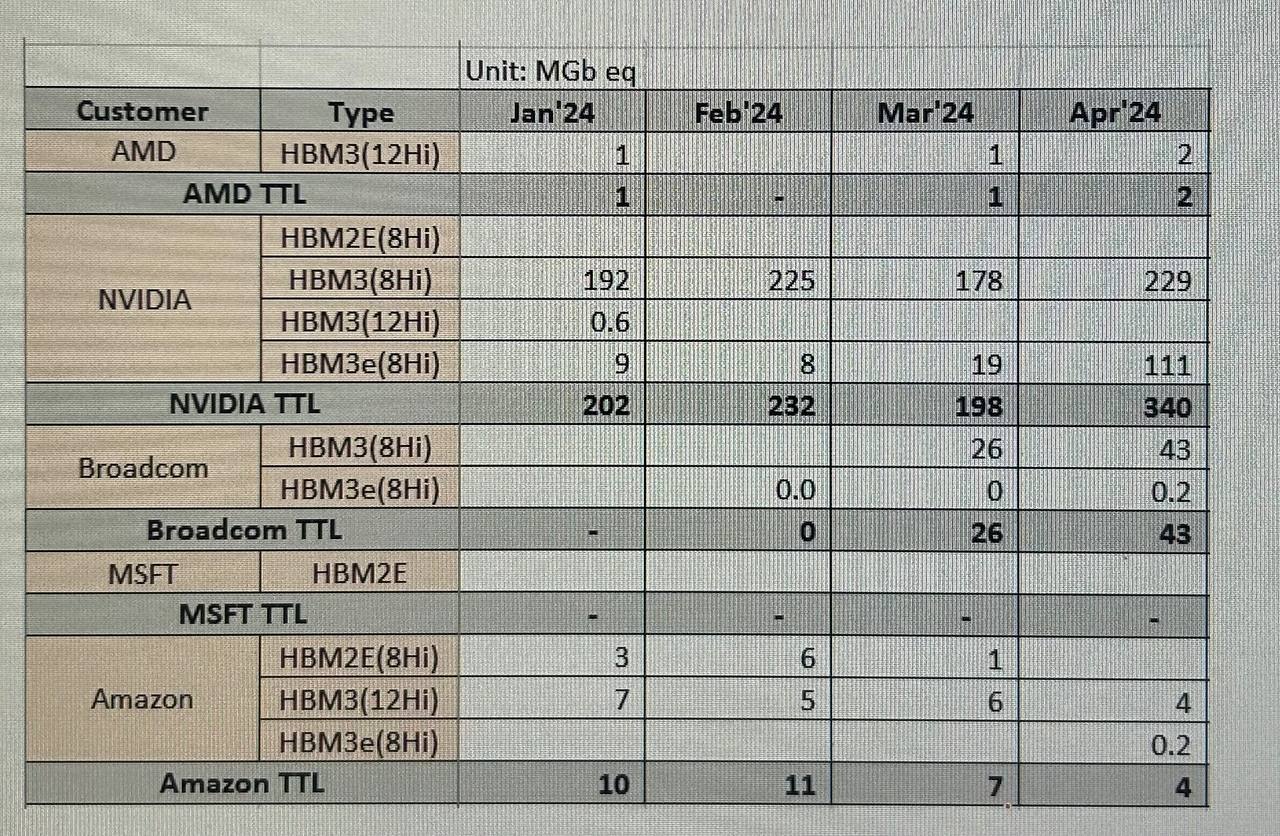 Unit: MGb eq
Customer Type Jan'24 Feb'24 Mar'24 Apr'24
AMD HBM3(12Hi) 1 1 2
AMD TTL 1 - 1 2
NVIDIA HBM2E(8Hi)
HBM3(8Hi) 192 225 178 229
HBM3(12Hi) 0.6
HBM3e(8Hi) 9 8 19 111
NVIDIA TTL 202 232 198 340
Broadcom HBM3(8Hi) 26 43
HBM3e(8Hi) 0.0 0 0.2
Broadcom TTL - 0 26 43
MSFT HBM2E
MSFT TTL - - - -
Amazon HBM2E(8Hi) 3 6 1
HBM3(12Hi) 7 5 6 4
HBM3e(8Hi) 0.2
Amazon TTL 10 11 7 4